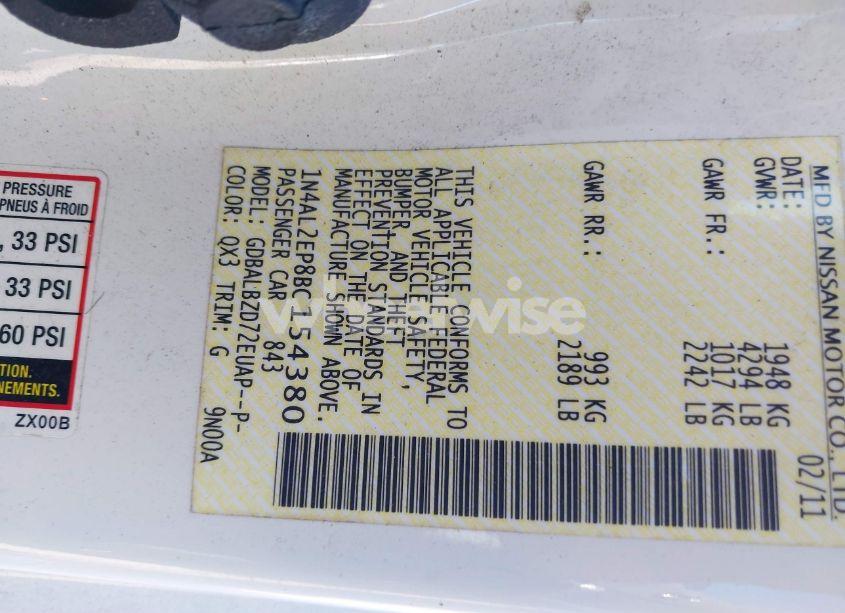 PRESSURE
PNEUS À FROID
, 33 PSI
33 PSI
60 PSI
TION.
NEMENTS.
ZX00B
MFD BY NISSAN MOTOR CO., LTD.
DATE: 02/11
GVWR: 1948 KG
4294 LB
GAWR FR.: 1017 KG
2242 LB
GAWR RR.: 993 KG
2189 LB
THIS VEHICLE CONFORMS TO
ALL APPLICABLE FEDERAL
MOTOR VEHICLE SAFETY,
BUMPER, AND THEFT
PREVENTION STANDARDS IN
EFFECT ON THE DATE OF
MANUFACTURE SHOWN ABOVE.
1N4AL2EP8BC154380
PASSENGER CAR 843
MODEL: GDBALBZD72EUAP--P-
COLOR: QX3 TRIM: G 9N00A